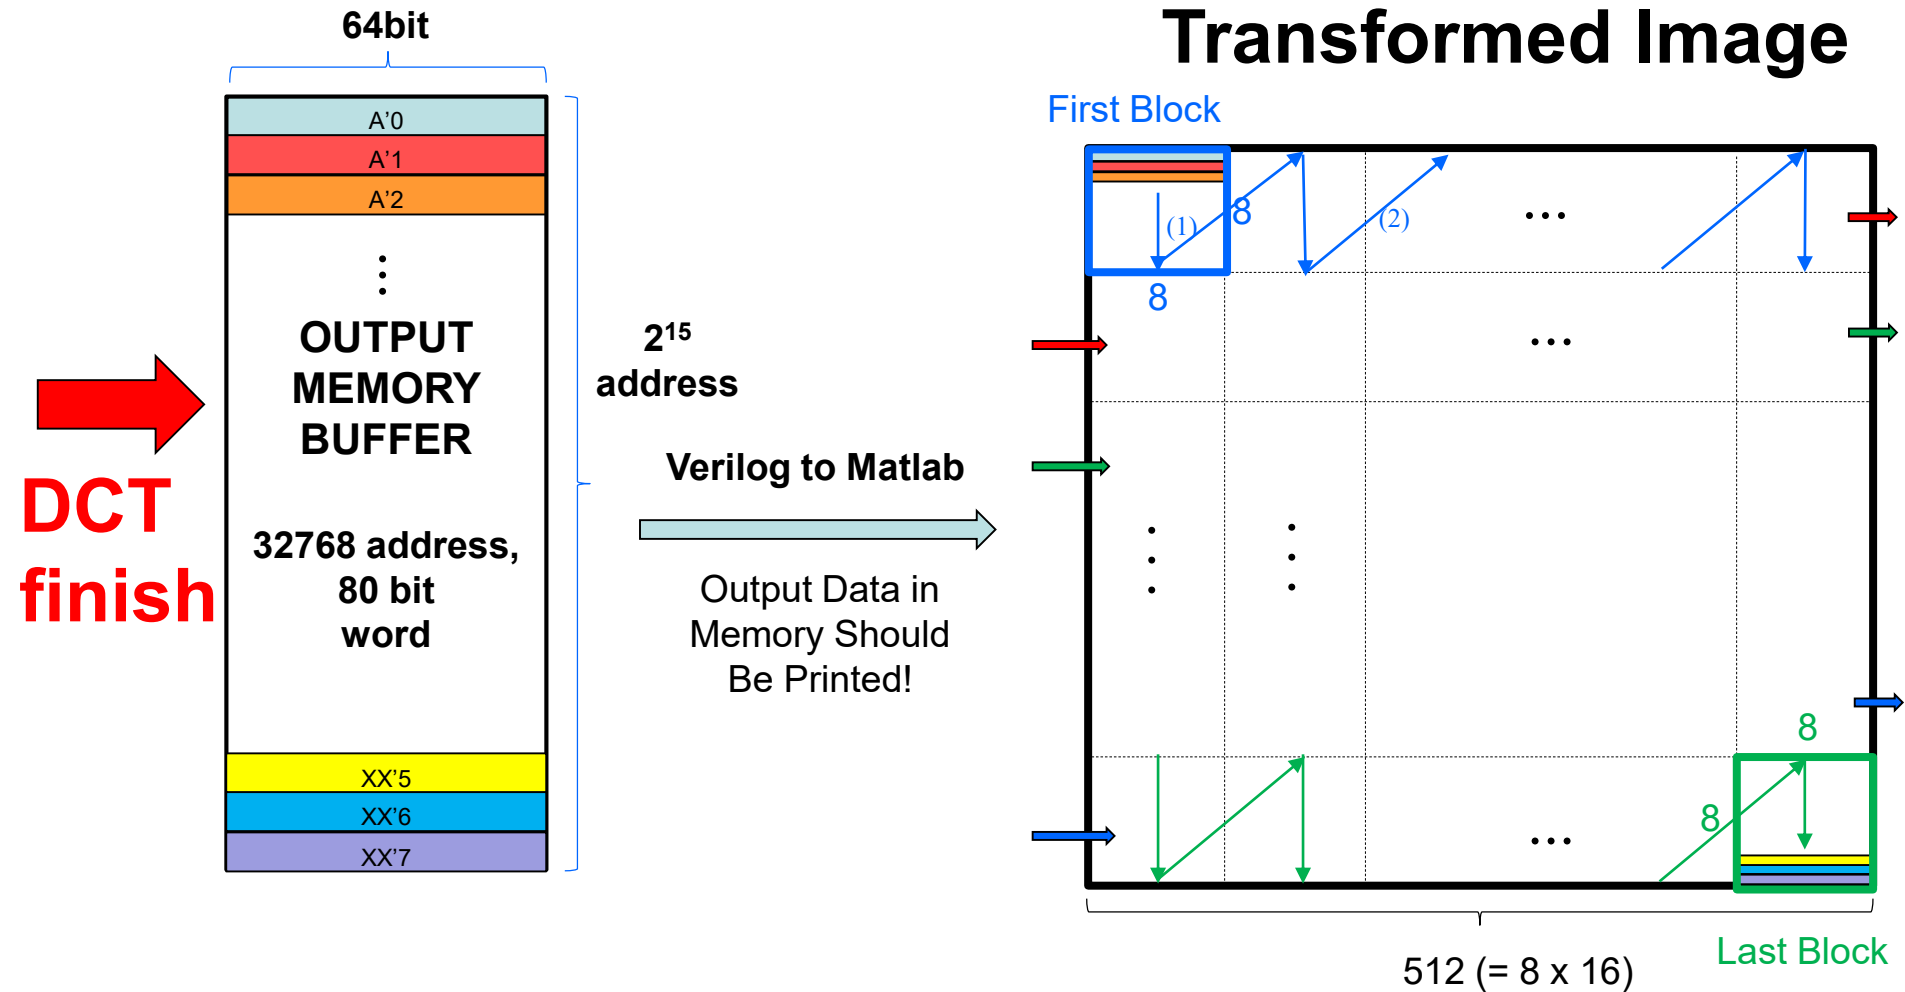 Transformed Image
64bit
A’0
A’1
A’2
⋮
OUTPUT
MEMORY
BUFFER
32768 address,
80 bit
word
XX’5
XX’6
XX’7
DCT
finish
2¹⁵
address
Verilog to Matlab
Output Data in
Memory Should
Be Printed!
First Block
(1)
8
8
(2)
…
…
⋮
⋮
8
8
…
Last Block
512 (= 8 x 16)